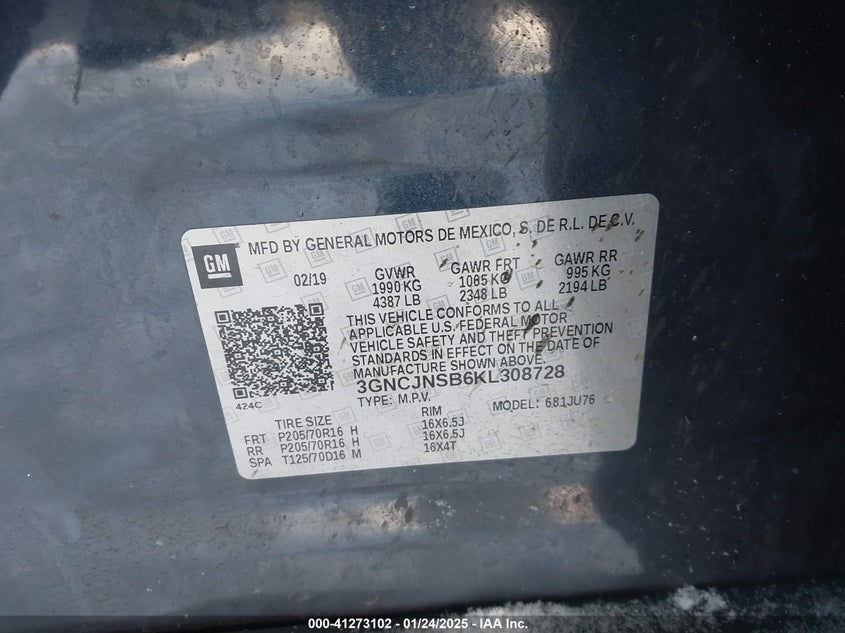 GM
MFD BY GENERAL MOTORS DE MEXICO, S. DE R.L. DE C.V.
02/19 GVWR GAWR FRT GAWR RR
1990 KG 1065 KG 995 KG
4387 LB 2348 LB 2194 LB
THIS VEHICLE CONFORMS TO ALL
APPLICABLE U.S. FEDERAL MOTOR
VEHICLE SAFETY AND THEFT PREVENTION
STANDARDS IN EFFECT ON THE DATE OF
MANUFACTURE SHOWN ABOVE.
3GNCJNSB6KL308728
424C
TYPE: M.P.V. MODEL: 681JU76
TIRE SIZE RIM
FRT P205/70R16 H 16X6.5J
RR P205/70R16 H 16X6.5J
SPA T125/70D16 M 16X4T
000-41273102 - 01/24/2025 - IAA Inc.